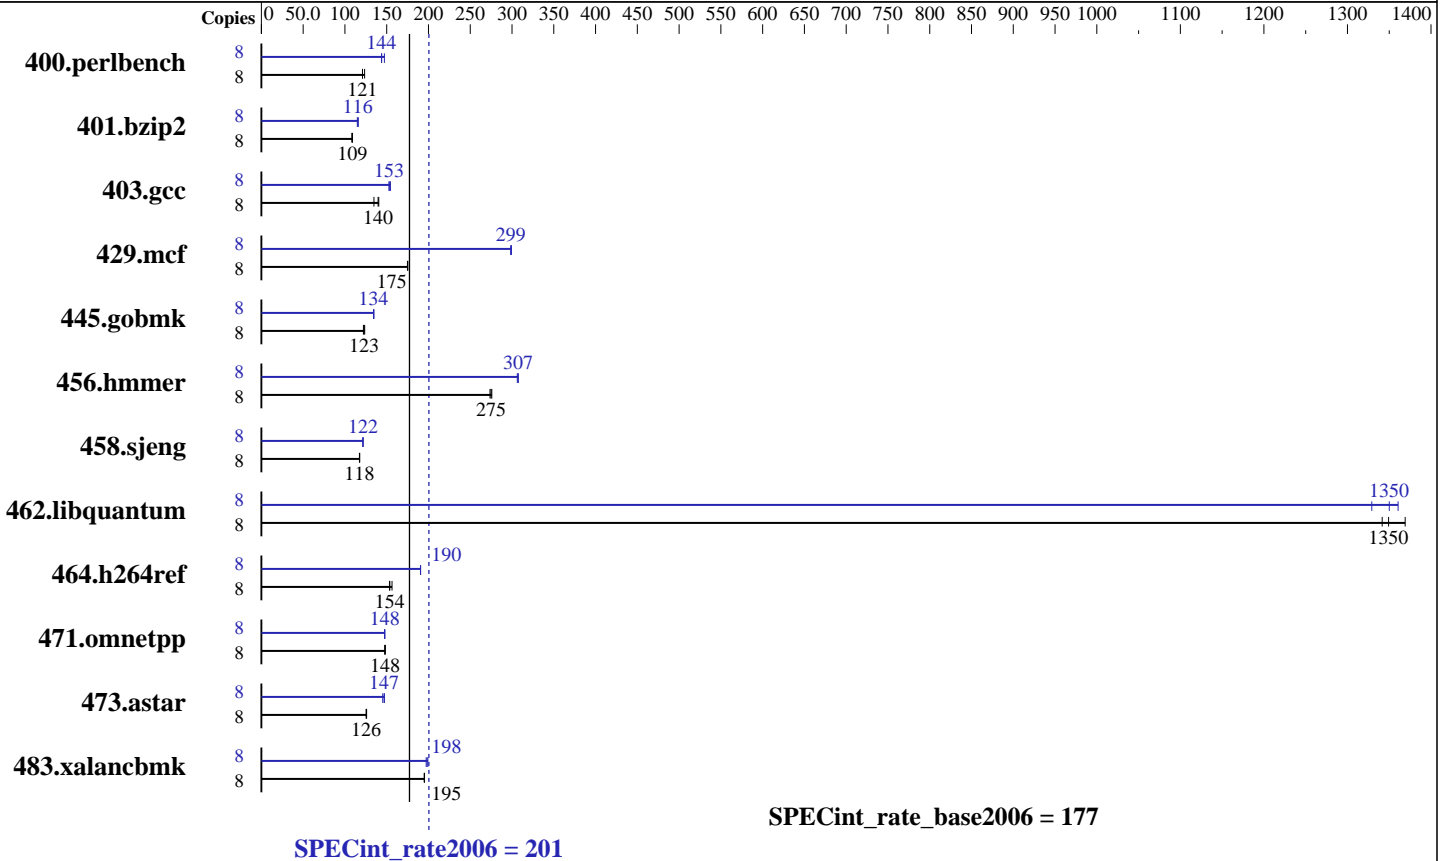 Copies 0 50.0 100 150 200 250 300 350 400 450 500 550 600 650 700 750 800 850 900 950 1000 1100 1200 1300 1400
400.perlbench 8 144
8 121
401.bzip2 8 116
8 109
403.gcc 8 153
8 140
429.mcf 8 299
8 175
445.gobmk 8 134
8 123
456.hmmer 8 307
8 275
458.sjeng 8 122
8 118
462.libquantum 8 1350
8 1350
464.h264ref 8 190
8 154
471.omnetpp 8 148
8 148
473.astar 8 147
8 126
483.xalancbmk 8 198
8 195
SPECint_rate_base2006 = 177
SPECint_rate2006 = 201